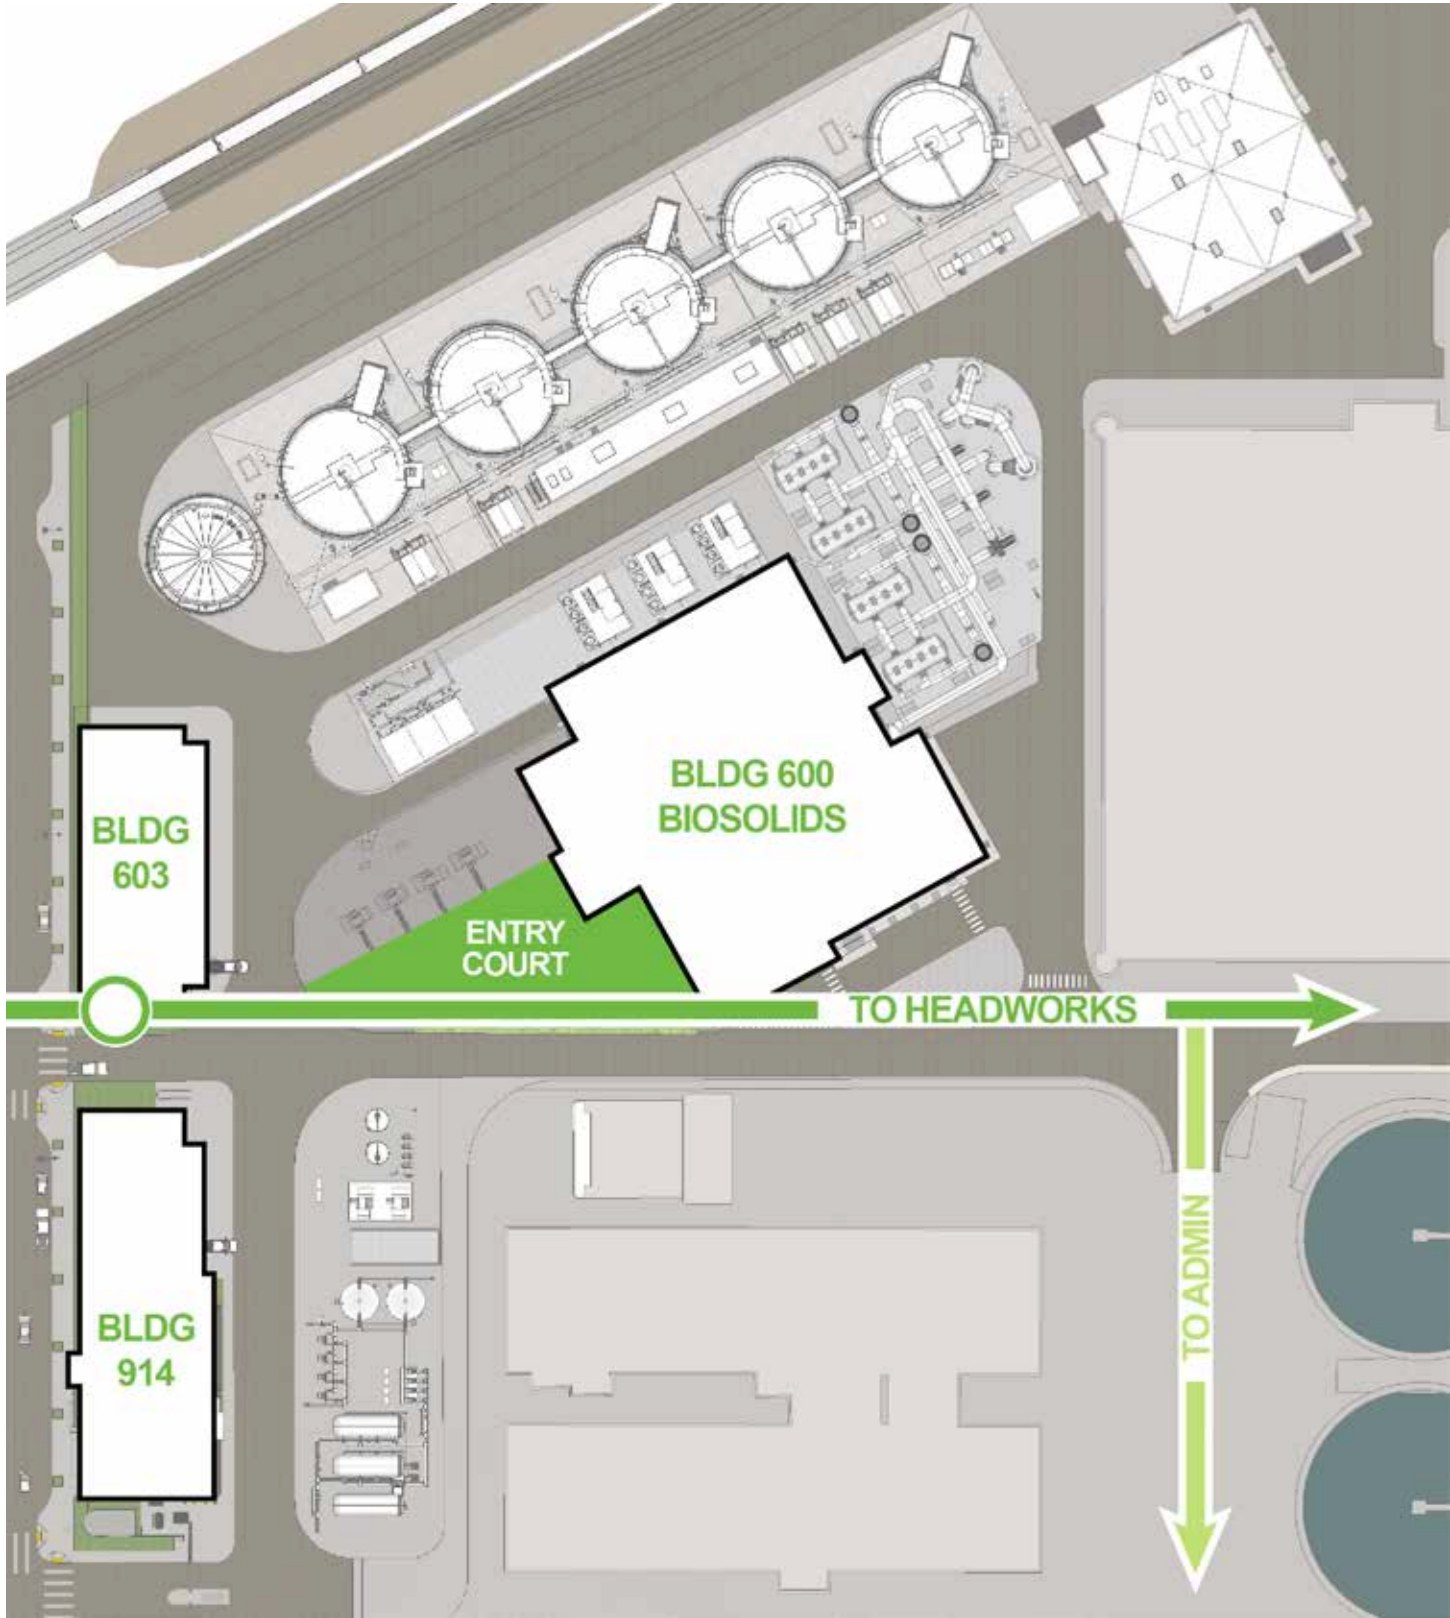 BLDG 600
BIOSOLIDS
BLDG
603
ENTRY
COURT
TO HEADWORKS
TO ADMIN
BLDG
914